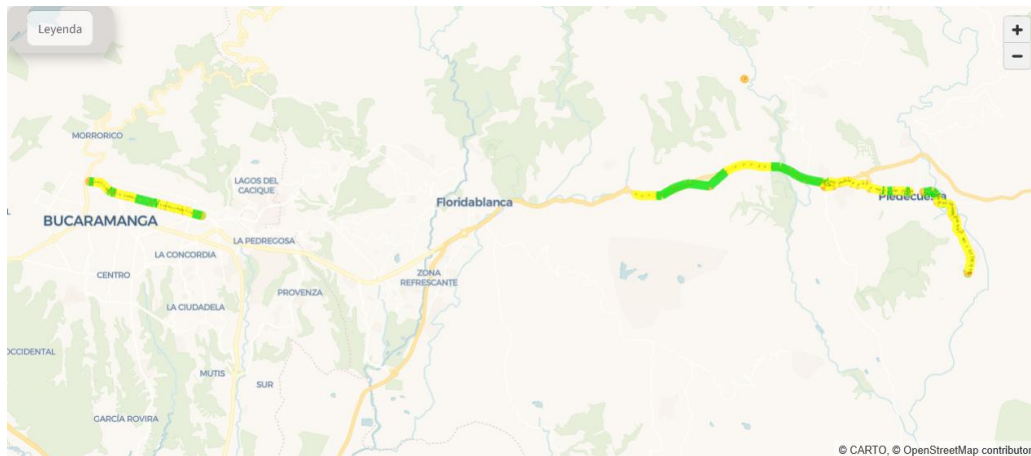 Leyenda
+
−
MORRORICO
LAGOS DEL
CACIQUE
Floridablanca
Piedecuesta
BUCARAMANGA
LA PEDREGOSA
LA CONCORDIA
CENTRO
ZONA
REFRESCANTE
PROVENZA
LA CIUDADELA
OCCIDENTAL
MUTIS
SUR
GARCÍA ROVIRA
© CARTO, © OpenStreetMap contributor